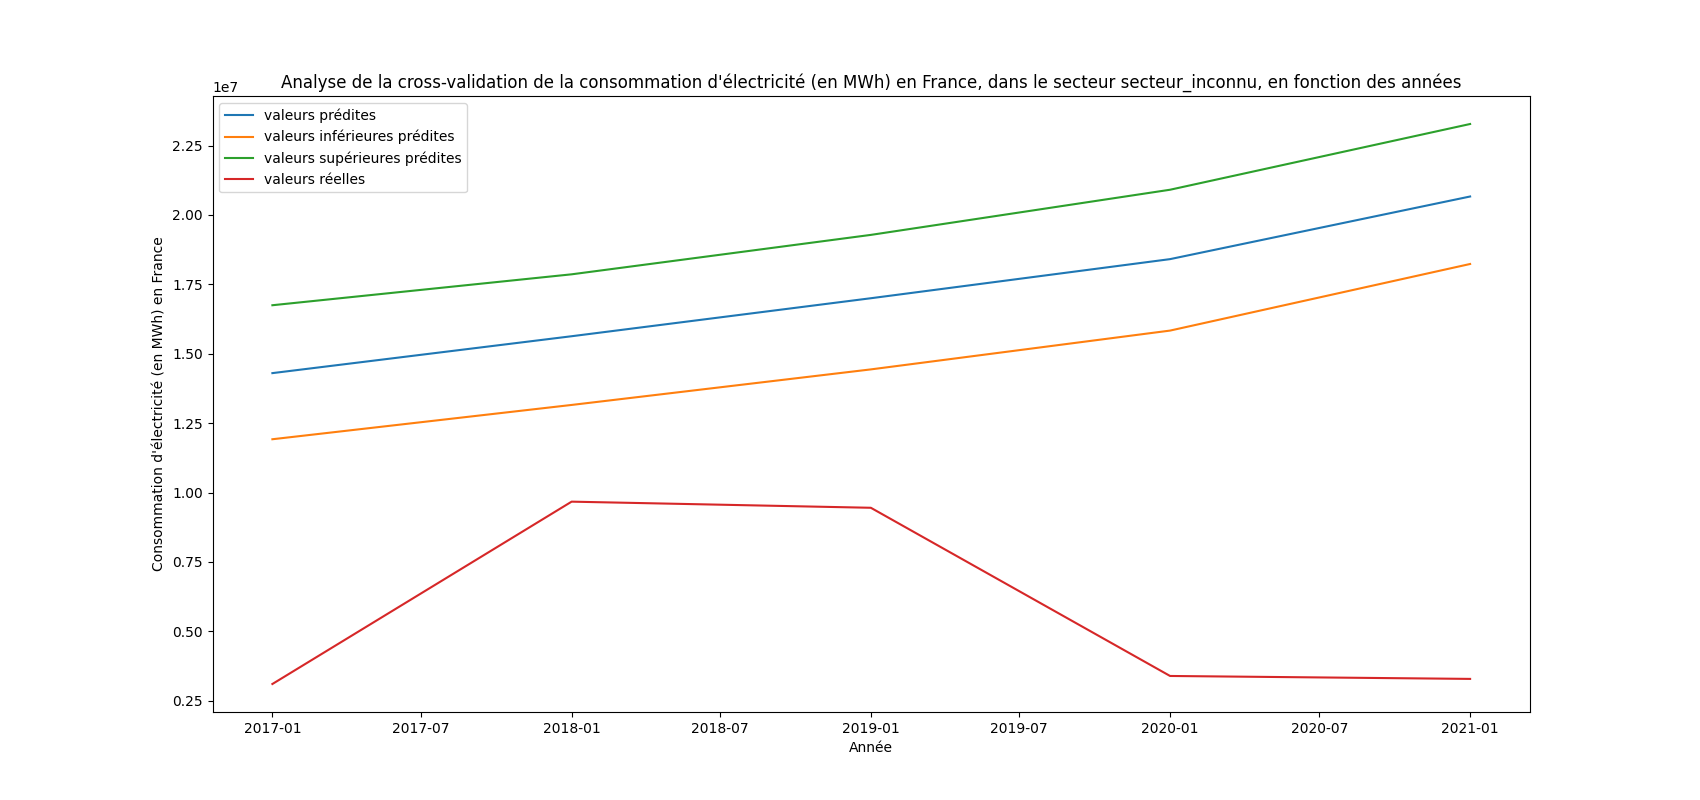 Analyse de la cross-validation de la consommation d'électricité (en MWh) en France, dans le secteur secteur_inconnu, en fonction des années
1e7
valeurs prédites
valeurs inférieures prédites
valeurs supérieures prédites
valeurs réelles
2.25
2.00
1.75
1.50
1.25
1.00
0.75
0.50
0.25
Consommation d'électricité (en MWh) en France
2017-01 2017-07 2018-01 2018-07 2019-01 2019-07 2020-01 2020-07 2021-01
Année